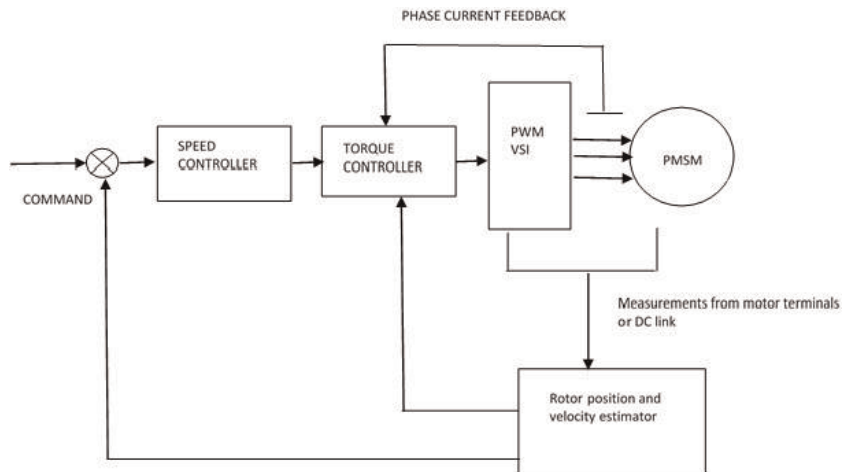 PHASE CURRENT FEEDBACK
SPEED
CONTROLLER
TORQUE
CONTROLLER
PWM
VSI
PMSM
COMMAND
Measurements from motor terminals
or DC link
Rotor position and
velocity estimator